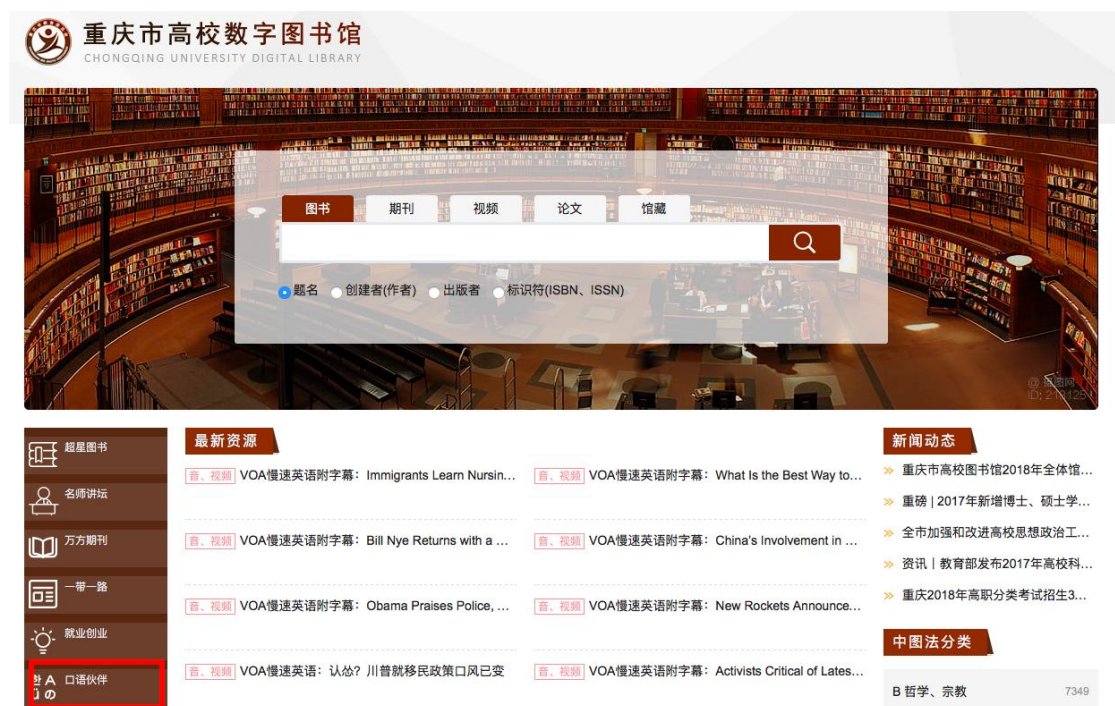 重庆市高校数字图书馆
CHONGQING UNIVERSITY DIGITAL LIBRARY
图书 期刊 视频 论文 馆藏
题名 创建者(作者) 出版者 标识符(ISBN、ISSN)
超星图书
名师讲坛
万方期刊
一带一路
就业创业
口语伙伴
最新资源
音、视频 VOA慢速英语附字幕：Immigrants Learn Nursin...
音、视频 VOA慢速英语附字幕：What Is the Best Way to...
音、视频 VOA慢速英语附字幕：Bill Nye Returns with a ...
音、视频 VOA慢速英语附字幕：China's Involvement in ...
音、视频 VOA慢速英语附字幕：Obama Praises Police, ...
音、视频 VOA慢速英语附字幕：New Rockets Announce...
音、视频 VOA慢速英语：认怂？川普就移民政策口风已变
音、视频 VOA慢速英语附字幕：Activists Critical of Lates...
新闻动态
重庆市高校图书馆2018年全体馆...
重磅 | 2017年新增博士、硕士学...
全市加强和改进高校思想政治工...
资讯丨教育部发布2017年高校科...
重庆2018年高职分类考试招生3...
中图法分类
B 哲学、宗教 7349